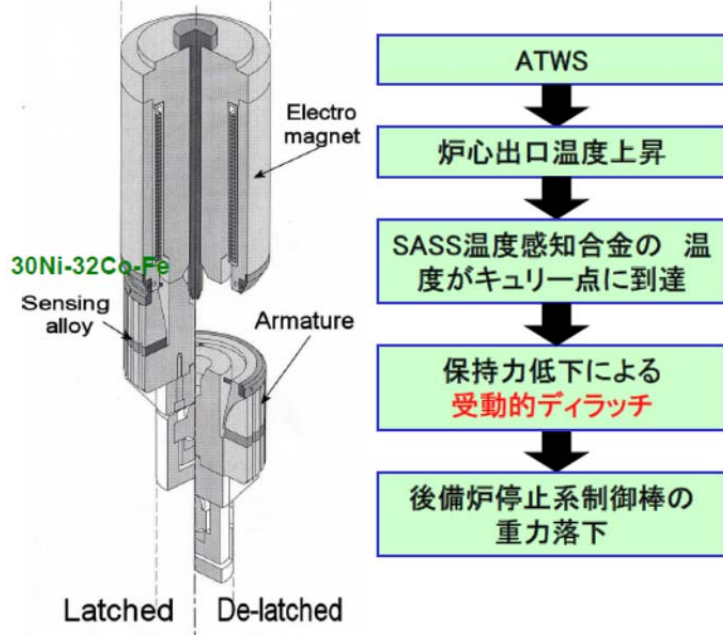 Electro
magnet
30Ni-32Co-Fe
Sensing
alloy
Armature
Latched
De-latched
ATWS
炉心出口温度上昇
SASS温度感知合金の 温
度がキュリー点に到達
保持力低下による
受動的ディラッチ
後備炉停止系制御棒の
重力落下